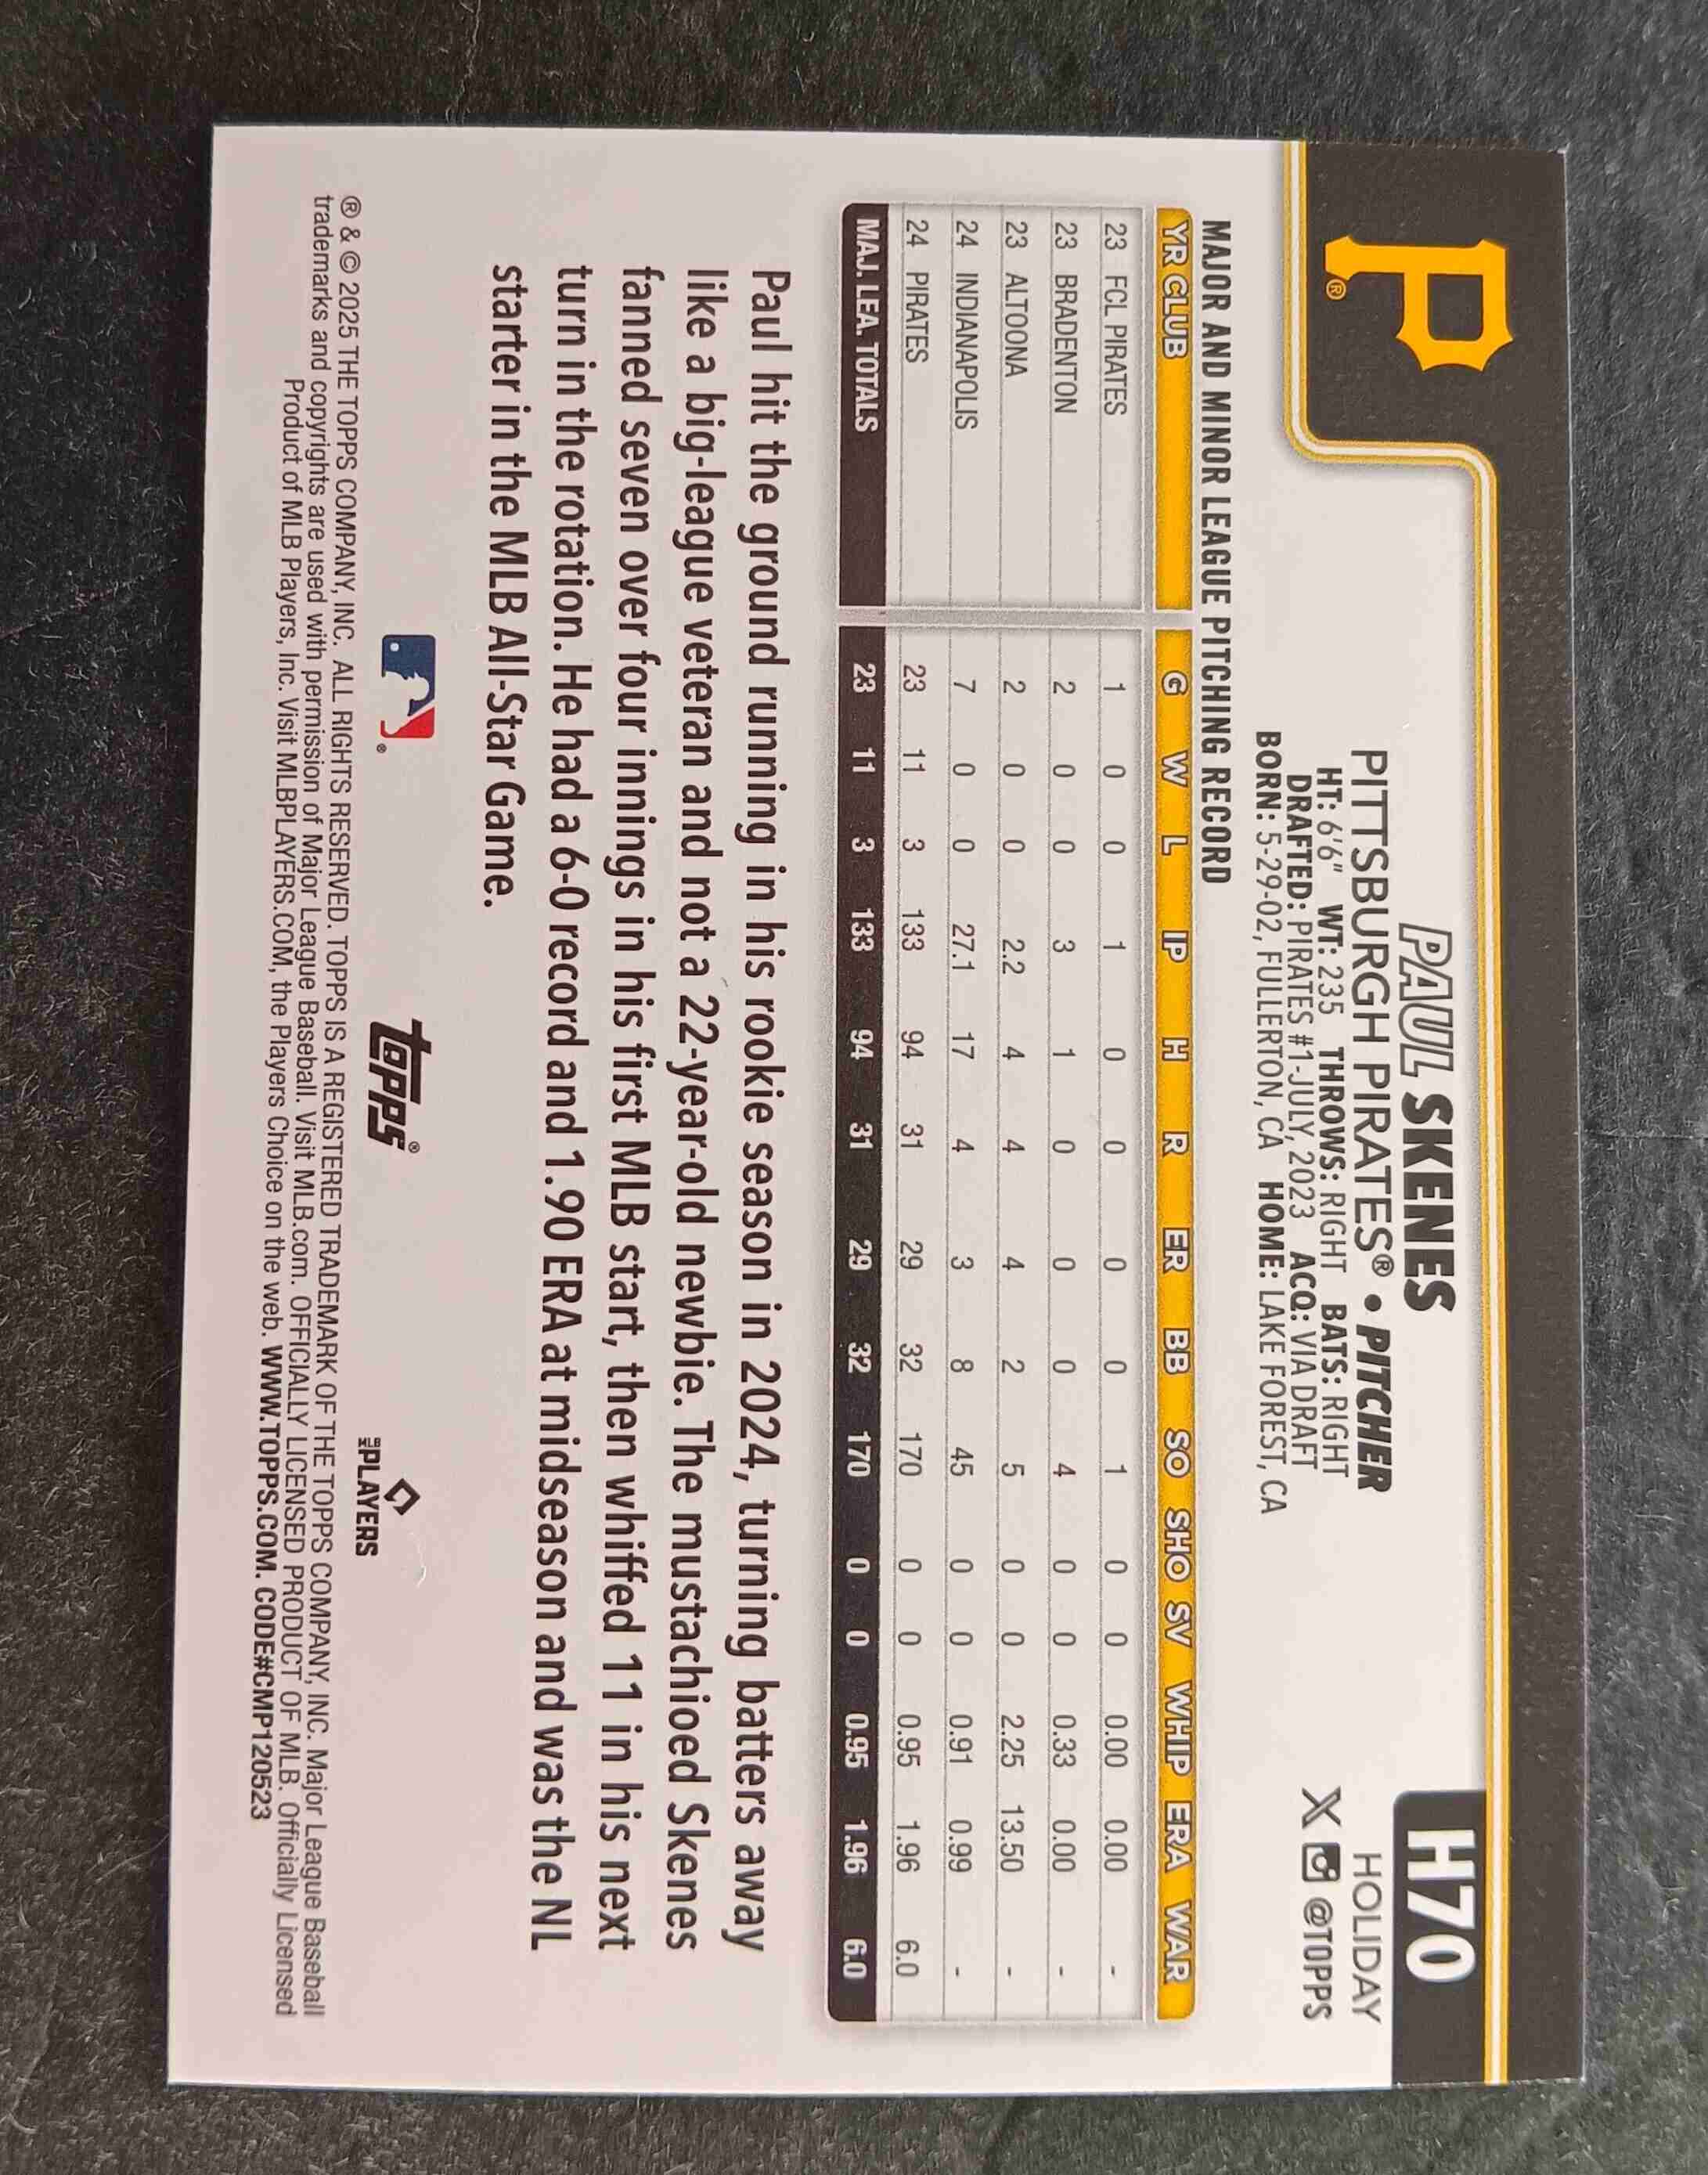 P®
H70
PAUL SKENES
PITTSBURGH PIRATES® • PITCHER
HOLIDAY
HT: 6'6" WT: 235 THROWS: RIGHT BATS: RIGHT
X @TOPPS
DRAFTED: PIRATES #1-JULY, 2023 ACQ: VIA DRAFT
BORN: 5-29-02, FULLERTON, CA HOME: LAKE FOREST, CA
MAJOR AND MINOR LEAGUE PITCHING RECORD
YR CLUB G W L IP H R ER BB SO SHO SV WHIP ERA WAR
23 FCL PIRATES 1 0 0 1 0 0 0 0 1 0 0 0.00 0.00 -
23 BRADENTON 2 0 0 3 1 0 0 0 4 0 0 0.33 0.00 -
23 ALTOONA 2 0 0 2.2 4 4 4 2 5 0 0 2.25 13.50 -
24 INDIANAPOLIS 7 0 0 27.1 17 4 3 8 45 0 0 0.91 0.99 -
24 PIRATES 23 11 3 133 94 31 29 32 170 0 0 0.95 1.96 6.0
MAJ. LEA. TOTALS 23 11 3 133 94 31 29 32 170 0 0 0.95 1.96 6.0
Paul hit the ground running in his rookie season in 2024, turning batters away
like a big-league veteran and not a 22-year-old newbie. The mustachioed Skenes
fanned seven over four innings in his first MLB start, then whiffed 11 in his next
turn in the rotation. He had a 6-0 record and 1.90 ERA at midseason and was the NL
starter in the MLB All-Star Game.
® topps® MLB PLAYERS
® & © 2025 THE TOPPS COMPANY, INC. ALL RIGHTS RESERVED. TOPPS IS A REGISTERED TRADEMARK OF THE TOPPS COMPANY, INC. Major League Baseball
trademarks and copyrights are used with permission of Major League Baseball. Visit MLB.com. OFFICIALLY LICENSED PRODUCT OF MLB. Officially Licensed
Product of MLB Players, Inc. Visit MLBPLAYERS.COM, the Players Choice on the web. WWW.TOPPS.COM. CODE#CMP120523